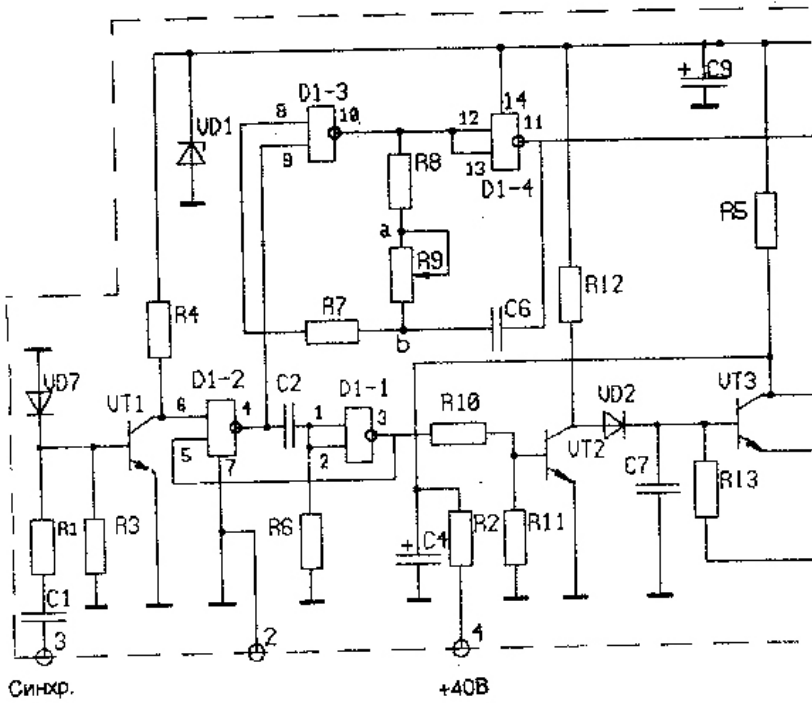 C9
D1-3
14
8
10
12
11
VD1
9
13
R8
D1-4
a
R5
R9
R12
R4
R7
C6
b
VD7
D1-2
C2
D1-1
VT3
VT1
6
4
1
3
R10
VD2
5
7
2
VT2
C7
R13
R1
R3
R6
C4
R2
R11
C1
3
2
4
Синхр.
+40В